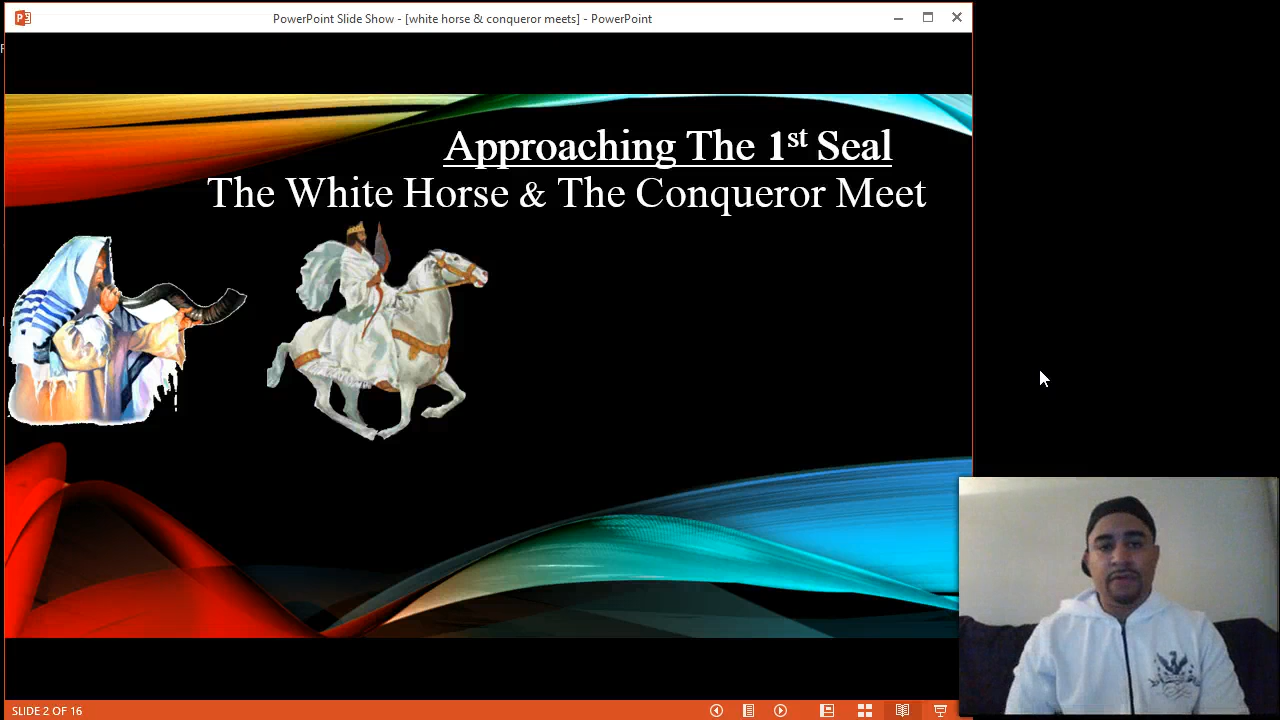 PowerPoint Slide Show - [white horse & conqueror meets] - PowerPoint
Approaching The 1st Seal
The White Horse & The Conqueror Meet
SLIDE 2 OF 16